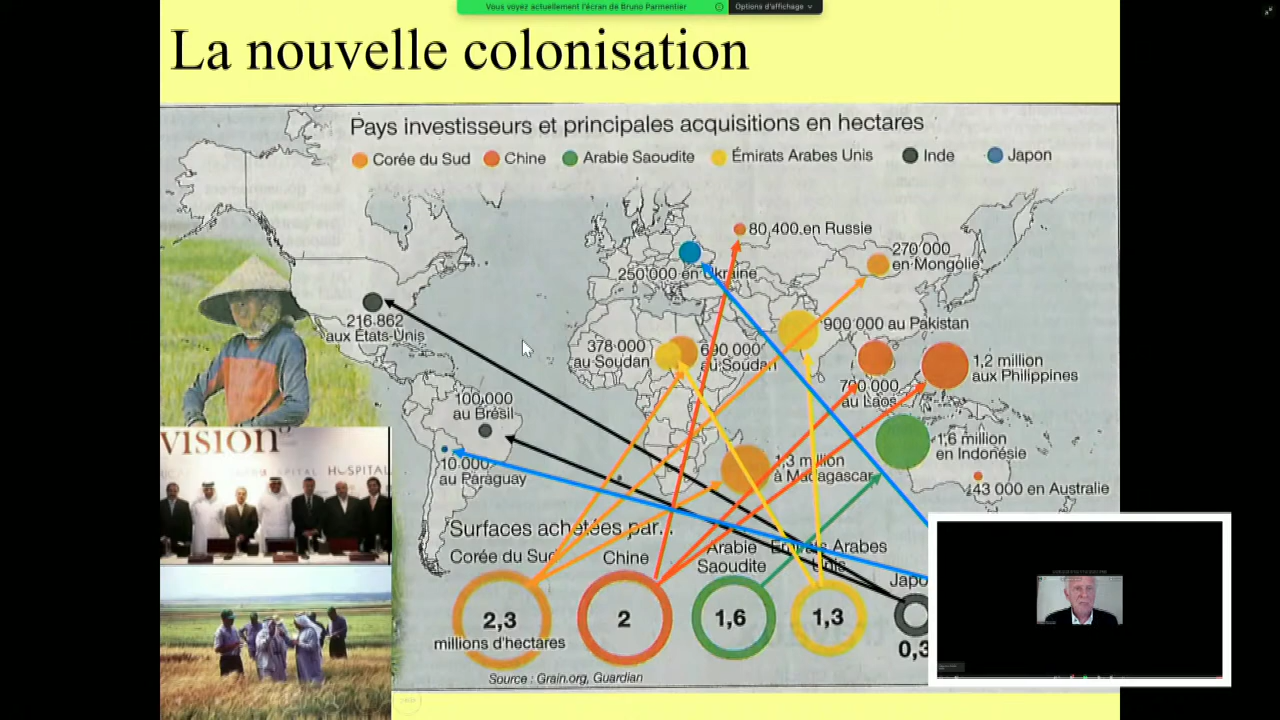 Vous voyez actuellement l'écran de Bruno Parmentier
Options d'affichage
La nouvelle colonisation
Pays investisseurs et principales acquisitions en hectares
Corée du Sud
Chine
Arabie Saoudite
Émirats Arabes Unis
Inde
Japon
80 400 en Russie
270 000
en Mongolie
250 000 en Ukraine
216 862
aux États-Unis
378 000
au Soudan
690 000
au Soudan
900 000 au Pakistan
700 000
au Laos
1,2 million
aux Philippines
100 000
au Brésil
10 000
au Paraguay
1,3 million
à Madagascar
1,6 million
en Indonésie
43 000 en Australie
vision
HOSPITAL
Surfaces achetées par...
Corée du Sud
2,3
millions d'hectares
Chine
2
Arabie
Saoudite
1,6
Émirats Arabes
Unis
1,3
Japo
0,3
Source : Grain.org, Guardian